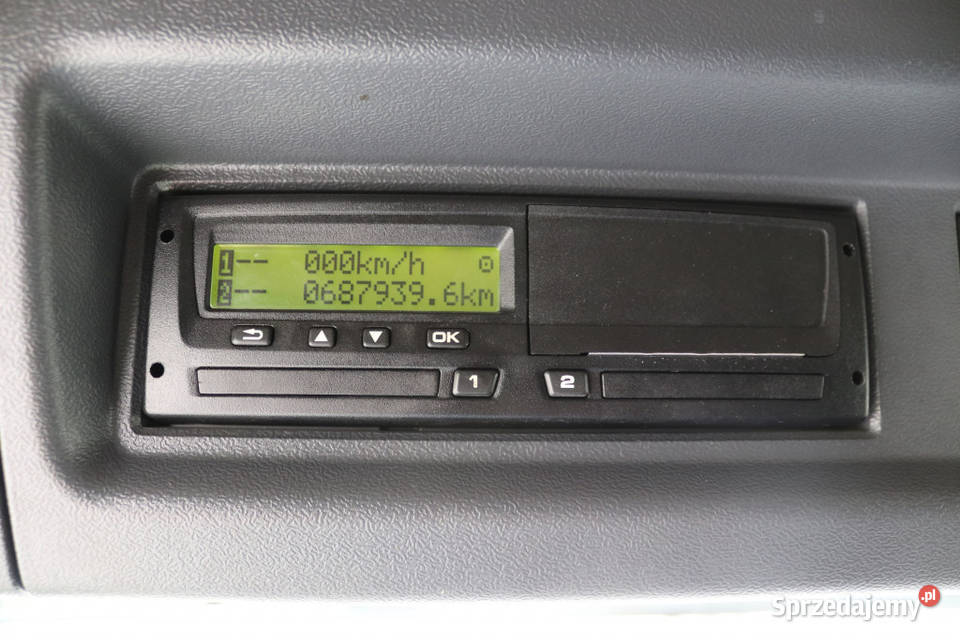 1-- 000km/h
2-- 0687939.6km
▲ ▼ OK
1 2
Sprzedajemy.pl